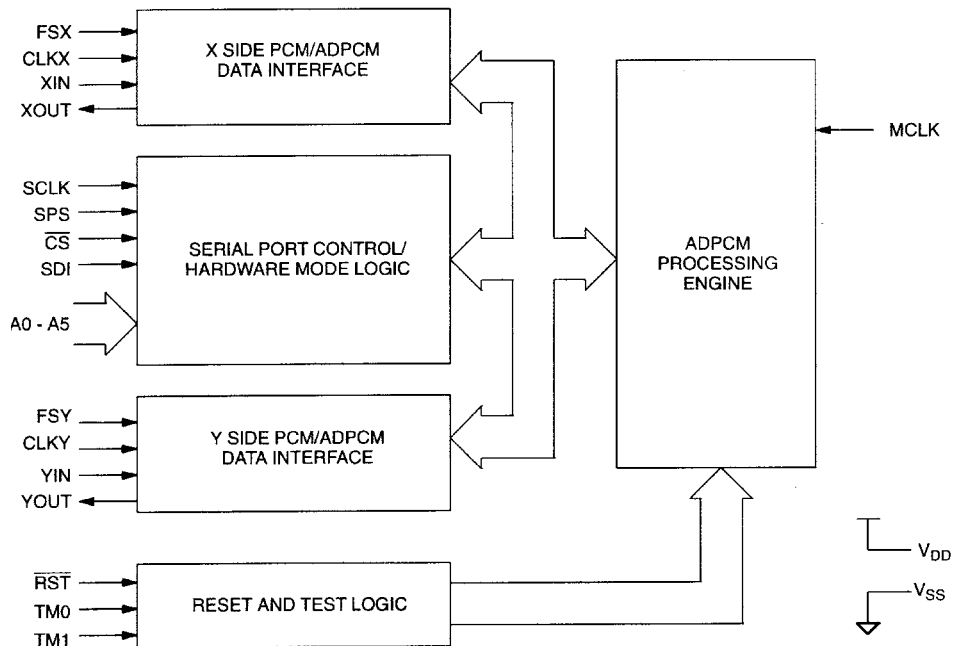 FSX
CLKX
XIN
XOUT
X SIDE PCM/ADPCM
DATA INTERFACE
SCLK
SPS
CS
SDI
A0 - A5
SERIAL PORT CONTROL/
HARDWARE MODE LOGIC
FSY
CLKY
YIN
YOUT
Y SIDE PCM/ADPCM
DATA INTERFACE
RST
TM0
TM1
RESET AND TEST LOGIC
ADPCM
PROCESSING
ENGINE
MCLK
VDD
VSS